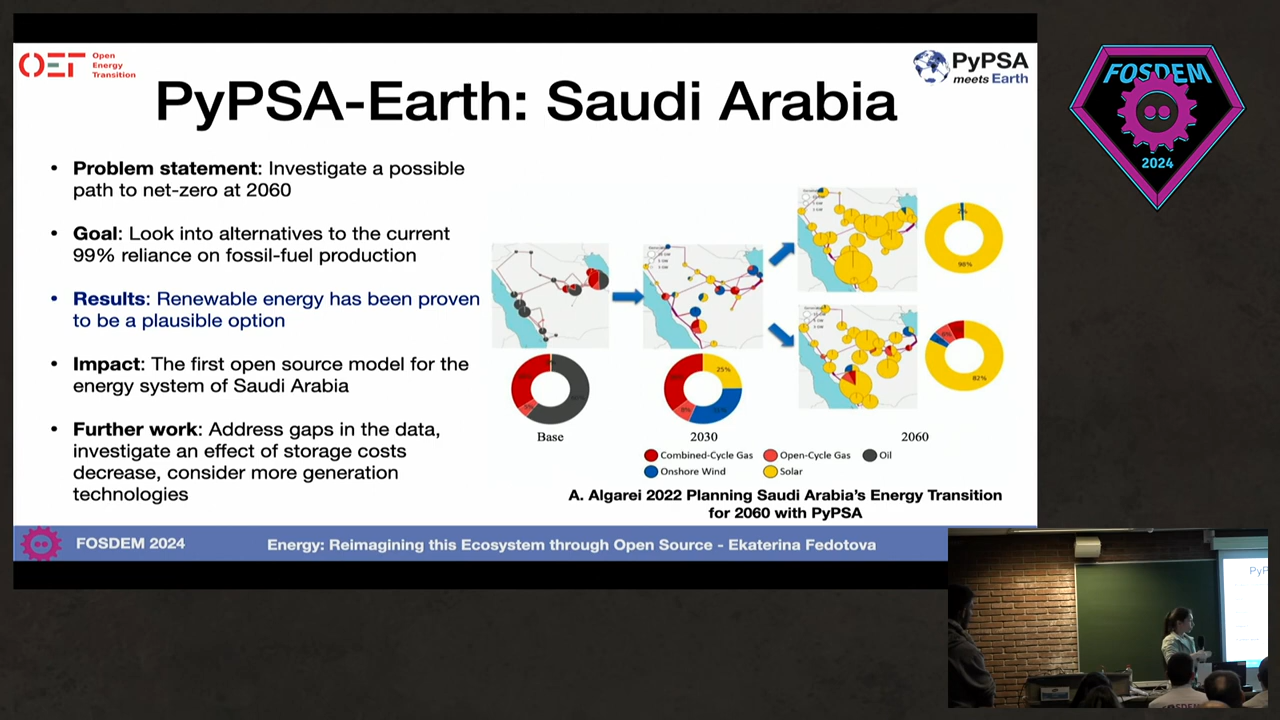 OET
Open
Energy
Transition
PyPSA
meets Earth
PyPSA-Earth: Saudi Arabia
• Problem statement: Investigate a possible
path to net-zero at 2060
• Goal: Look into alternatives to the current
99% reliance on fossil-fuel production
• Results: Renewable energy has been proven
to be a plausible option
• Impact: The first open source model for the
energy system of Saudi Arabia
• Further work: Address gaps in the data,
investigate an effect of storage costs
decrease, consider more generation
technologies
25%
98%
82%
Base
2030
2060
Combined-Cycle Gas
Open-Cycle Gas
Oil
Onshore Wind
Solar
A. Algarei 2022 Planning Saudi Arabia's Energy Transition
for 2060 with PyPSA
FOSDEM 2024
Energy: Reimagining this Ecosystem through Open Source - Ekaterina Fedotova
FOSDEM
2024
FOSDEM